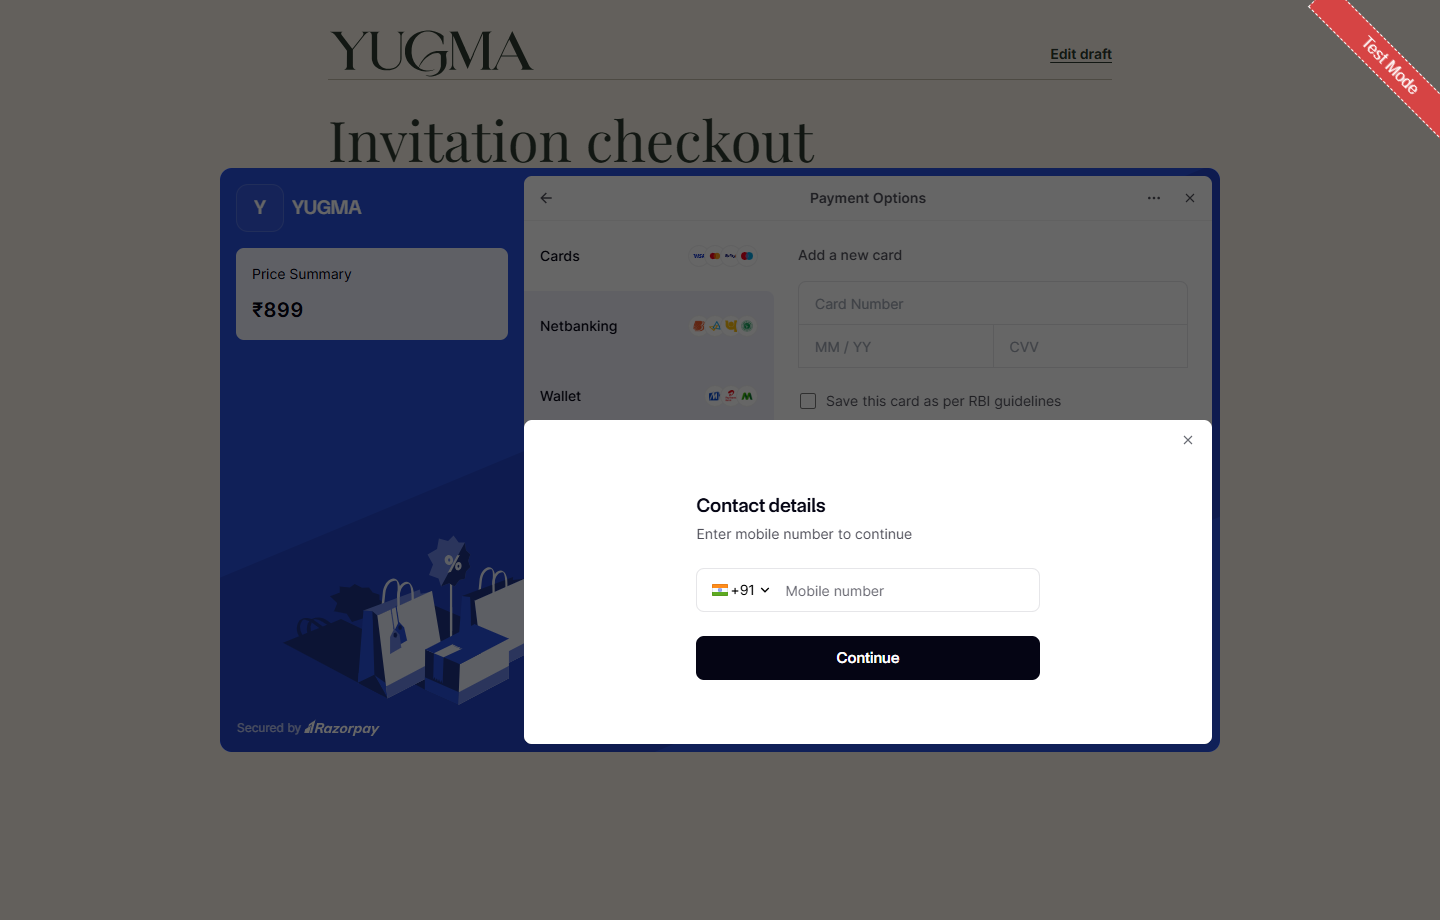 YUGMA
Edit draft
Test Mode
Invitation checkout
Y YUGMA
Price Summary
₹899
Payment Options
Cards
VISA
Netbanking
Wallet
Add a new card
Card Number
MM / YY
CVV
Save this card as per RBI guidelines
Contact details
Enter mobile number to continue
+91 Mobile number
Continue
%
Secured by Razorpay